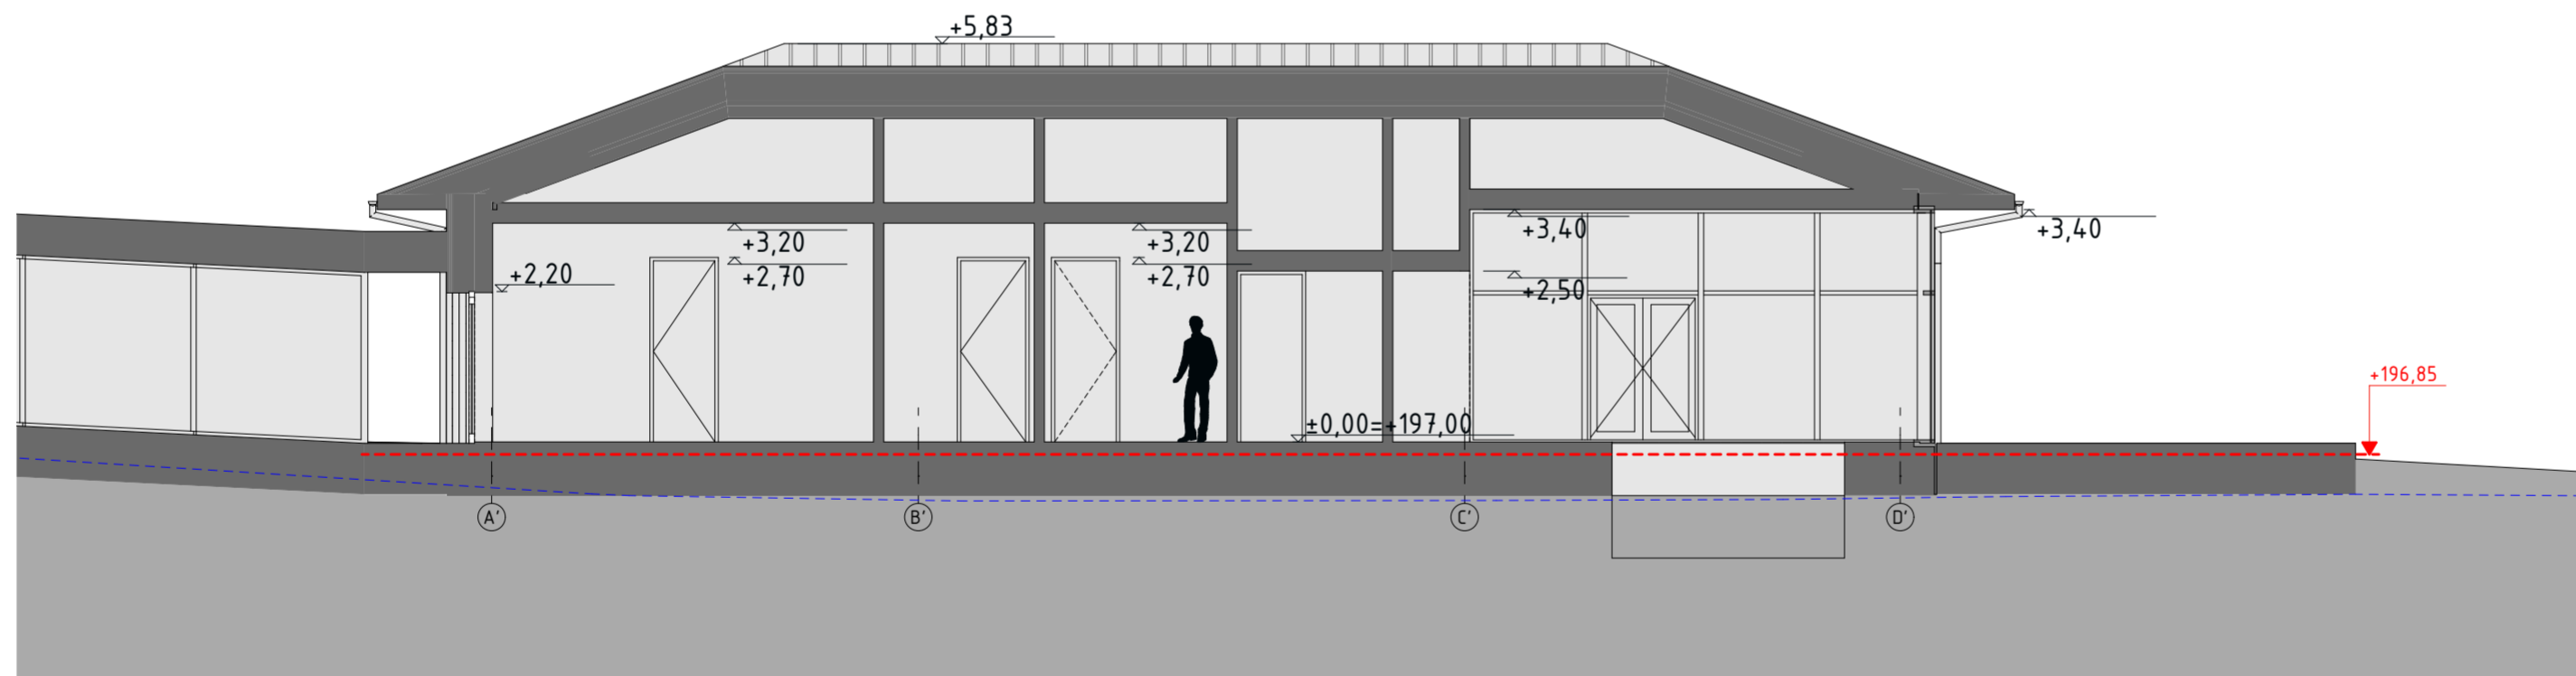 +5,83
+3,20
+3,20
+3,40
+3,40
+2,20
+2,70
+2,70
+2,50
+196,85
±0,00=+197,00
A'
B'
C'
D'